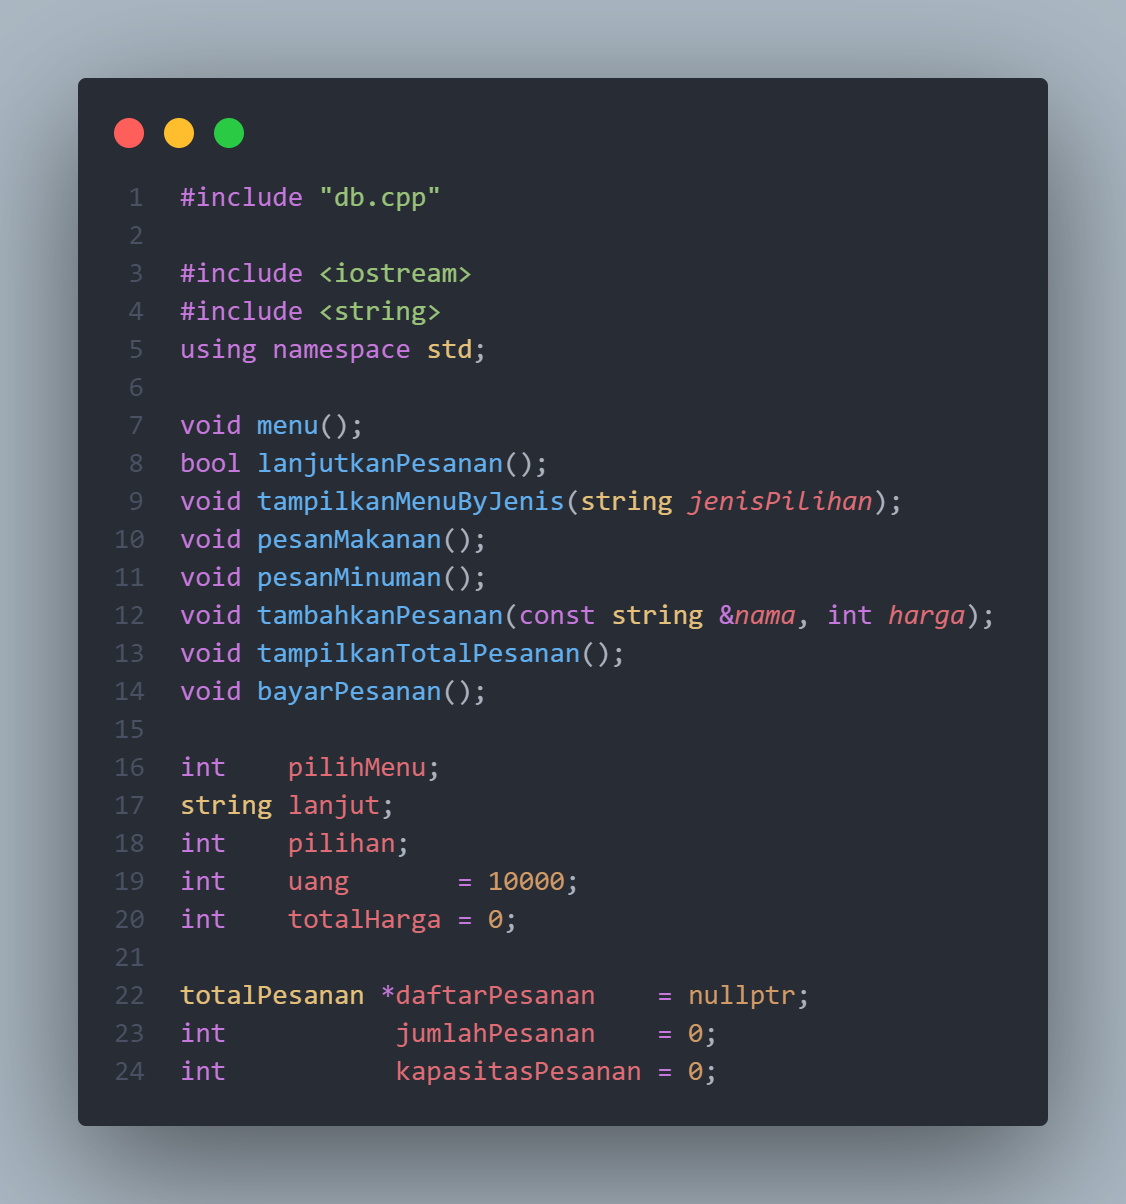 1 #include "db.cpp"
2
3 #include <iostream>
4 #include <string>
5 using namespace std;
6
7 void menu();
8 bool lanjutkanPesanan();
9 void tampilkanMenuByJenis(string jenisPilihan);
10 void pesanMakanan();
11 void pesanMinuman();
12 void tambahkanPesanan(const string &nama, int harga);
13 void tampilkanTotalPesanan();
14 void bayarPesanan();
15
16 int    pilihMenu;
17 string lanjut;
18 int    pilihan;
19 int    uang       = 10000;
20 int    totalHarga = 0;
21
22 totalPesanan *daftarPesanan    = nullptr;
23 int           jumlahPesanan    = 0;
24 int           kapasitasPesanan = 0;